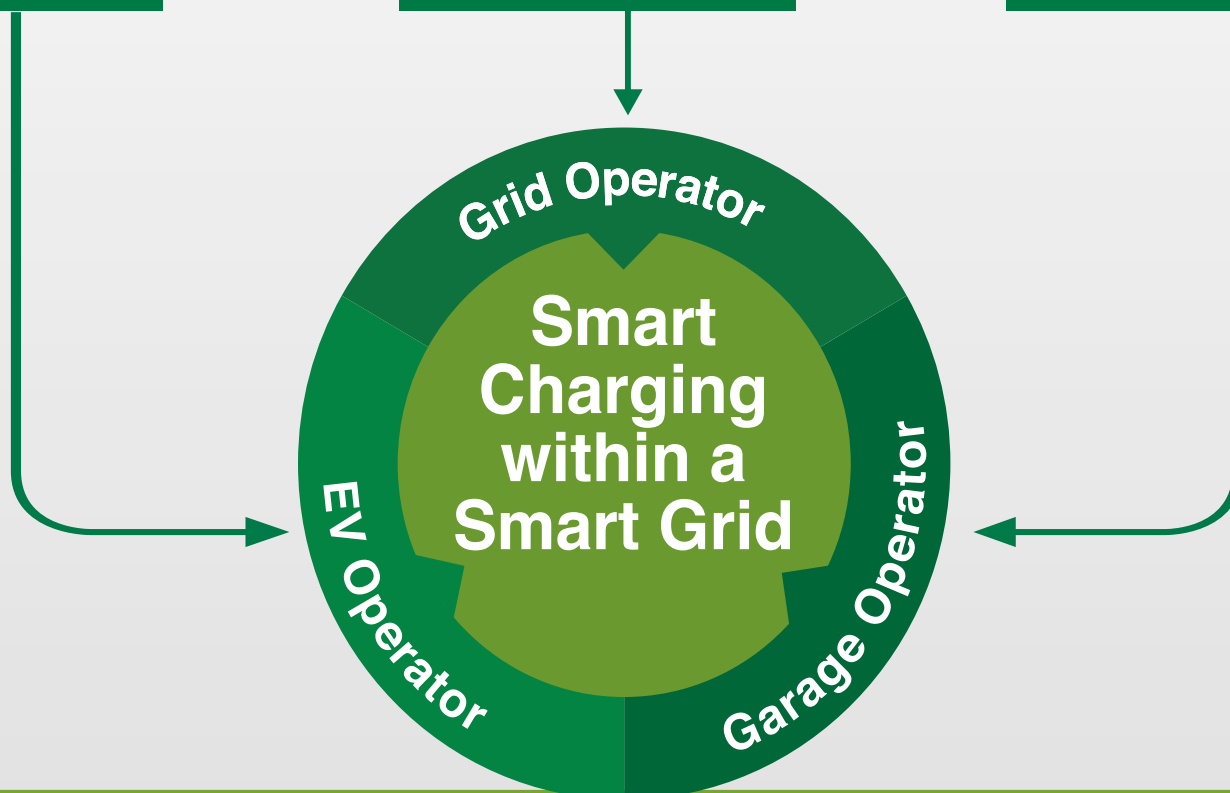 Grid Operator
Smart
Charging
within a
Smart Grid
EV Operator
Garage Operator